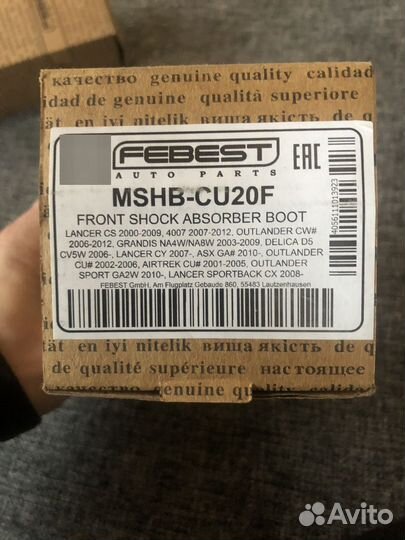 качество genuine quality calidad
idad de genuine qualità superiore
ät en iyi nitelik вища якість de
FEBEST
AUTO PARTS
EAC
MSHB-CU20F
FRONT SHOCK ABSORBER BOOT
LANCER CS 2000-2009, 4007 2007-2012, OUTLANDER CW#
2006-2012, GRANDIS NA4W/NA8W 2003-2009, DELICA D5
CV5W 2006-, LANCER CY 2007-, ASX GA# 2010-, OUTLANDER
CU# 2002-2006, AIRTREK CU# 2001-2005, OUTLANDER
SPORT GA2W 2010-, LANCER SPORTBACK CX 2008-
FEBEST GmbH, Am Flugplatz Gebaude 860, 55483 Lautzenhausen
4056111013923
ät en iyi nitelik вища якість d
de qualité supérieure настоящее
genuine quality calidad
Avito